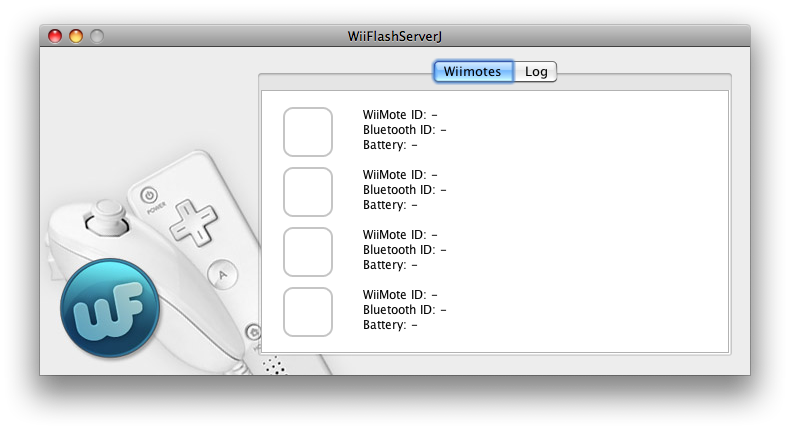 WiiFlashServerJ
Wiimotes
Log
WiiMote ID: -
Bluetooth ID: -
Battery: -
WiiMote ID: -
Bluetooth ID: -
Battery: -
WiiMote ID: -
Bluetooth ID: -
Battery: -
WiiMote ID: -
Bluetooth ID: -
Battery: -
POWER
A
WF